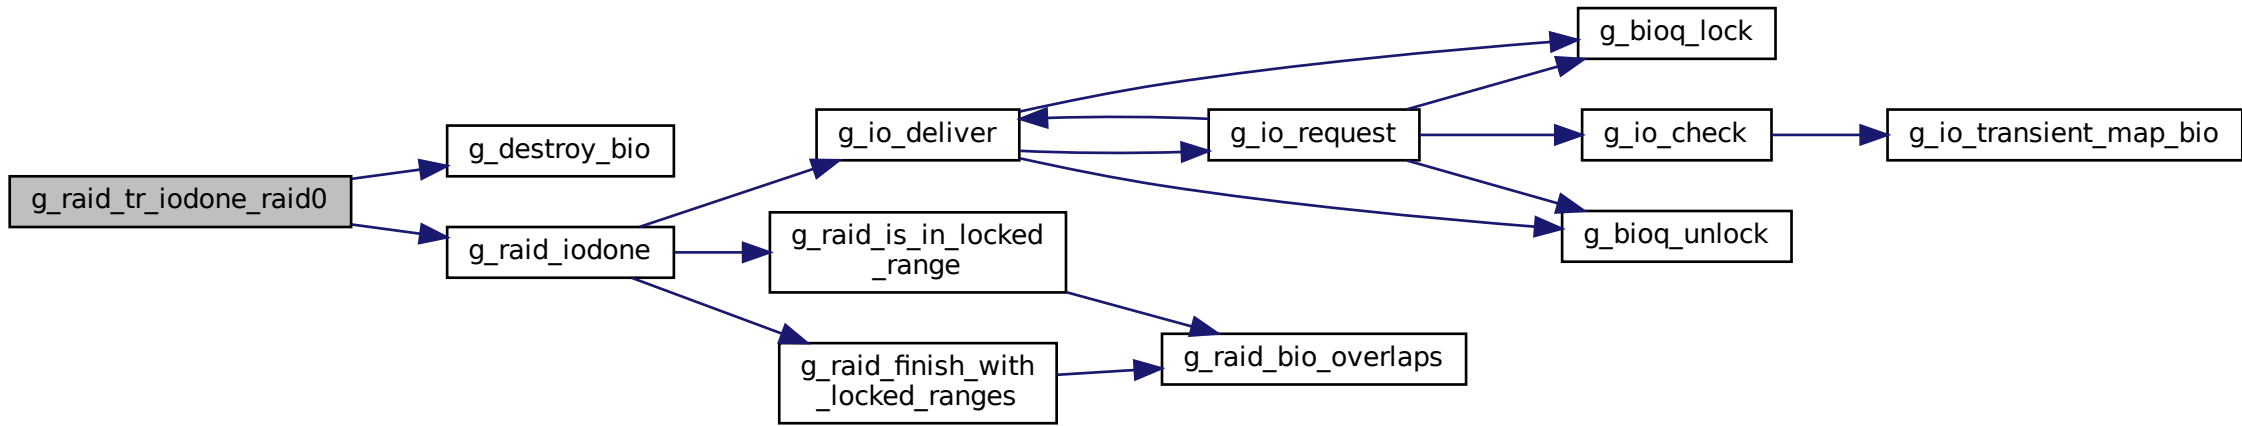 g_raid_tr_iodone_raid0
g_destroy_bio
g_raid_iodone
g_io_deliver
g_raid_is_in_locked
_range
g_raid_finish_with
_locked_ranges
g_io_request
g_raid_bio_overlaps
g_bioq_lock
g_io_check
g_bioq_unlock
g_io_transient_map_bio